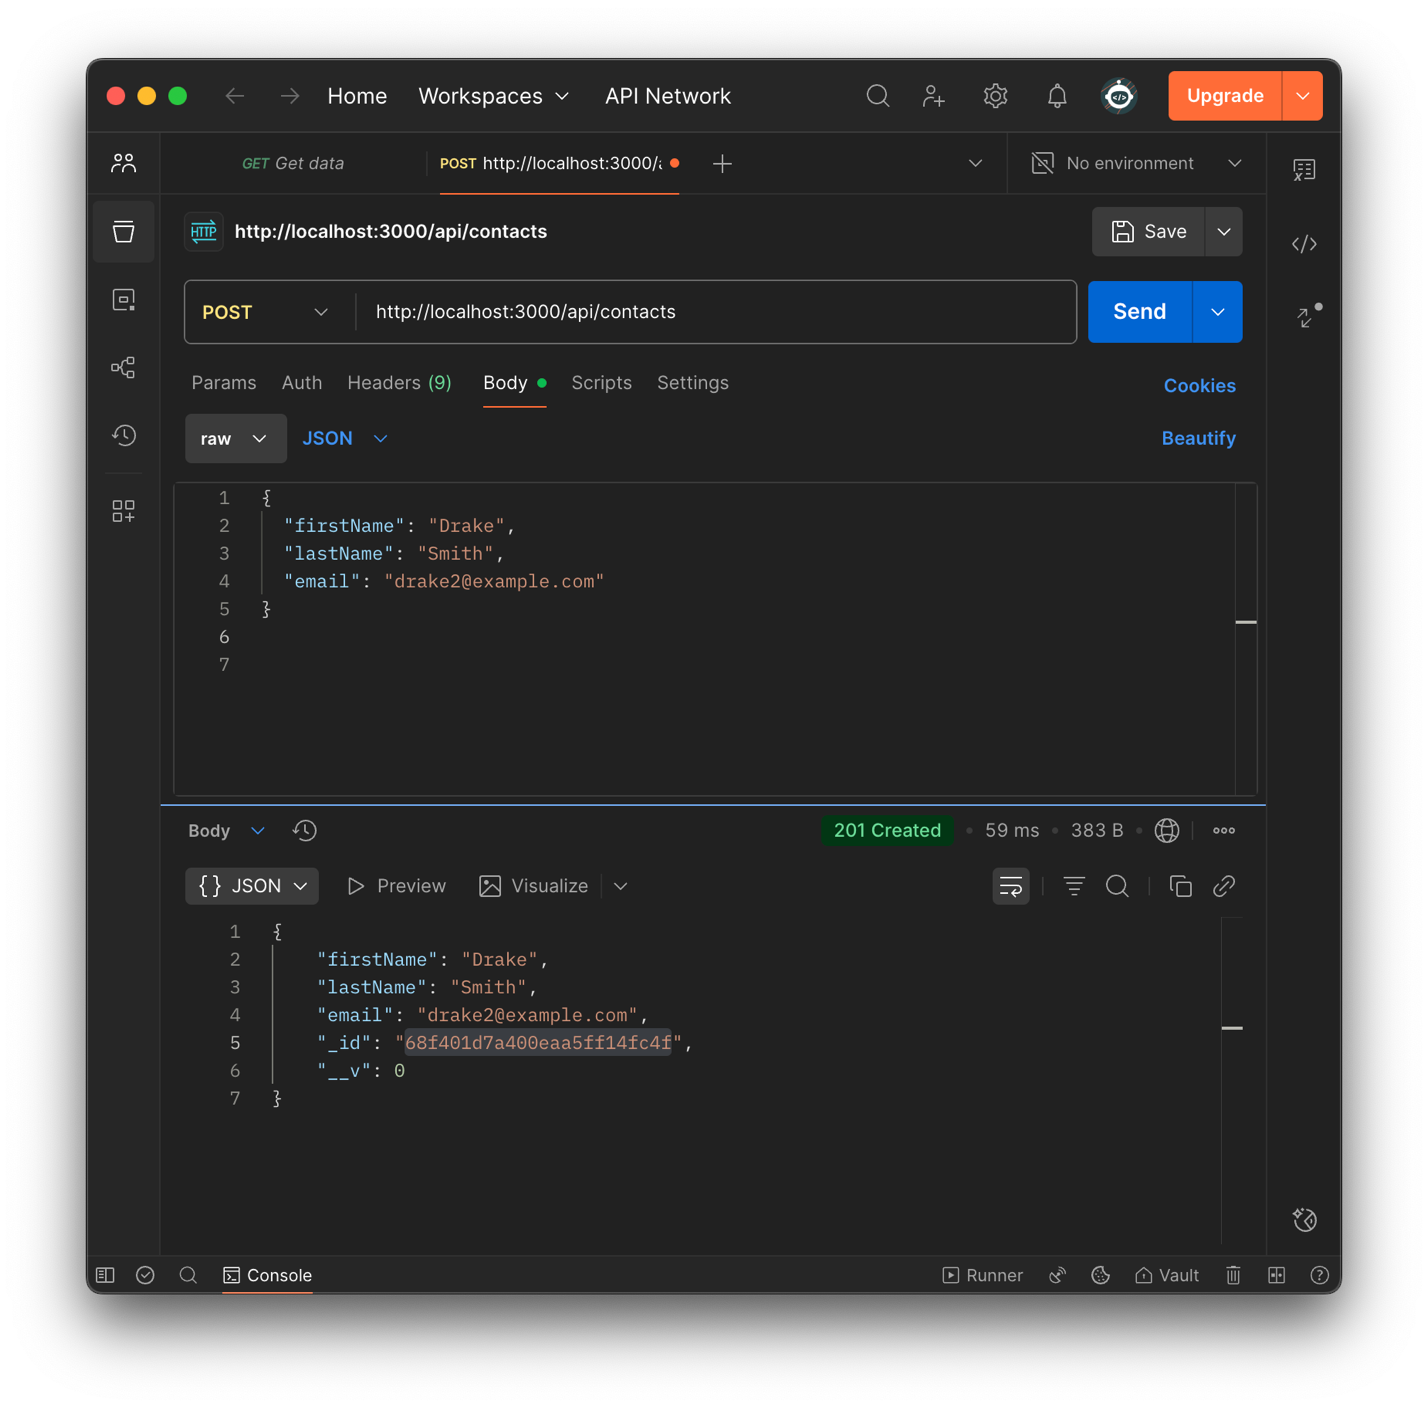 Home Workspaces API Network Upgrade
GET Get data POST http://localhost:3000/a No environment
HTTP http://localhost:3000/api/contacts Save
POST http://localhost:3000/api/contacts Send
Params Auth Headers (9) Body Scripts Settings Cookies
raw JSON Beautify
1 {
2 "firstName": "Drake",
3 "lastName": "Smith",
4 "email": "drake2@example.com"
5 }
6
7
Body 201 Created • 59 ms • 383 B •
{} JSON Preview Visualize
1 {
2 "firstName": "Drake",
3 "lastName": "Smith",
4 "email": "drake2@example.com",
5 "_id": "68f401d7a400eaa5ff14fc4f",
6 "__v": 0
7 }
Console Runner Vault